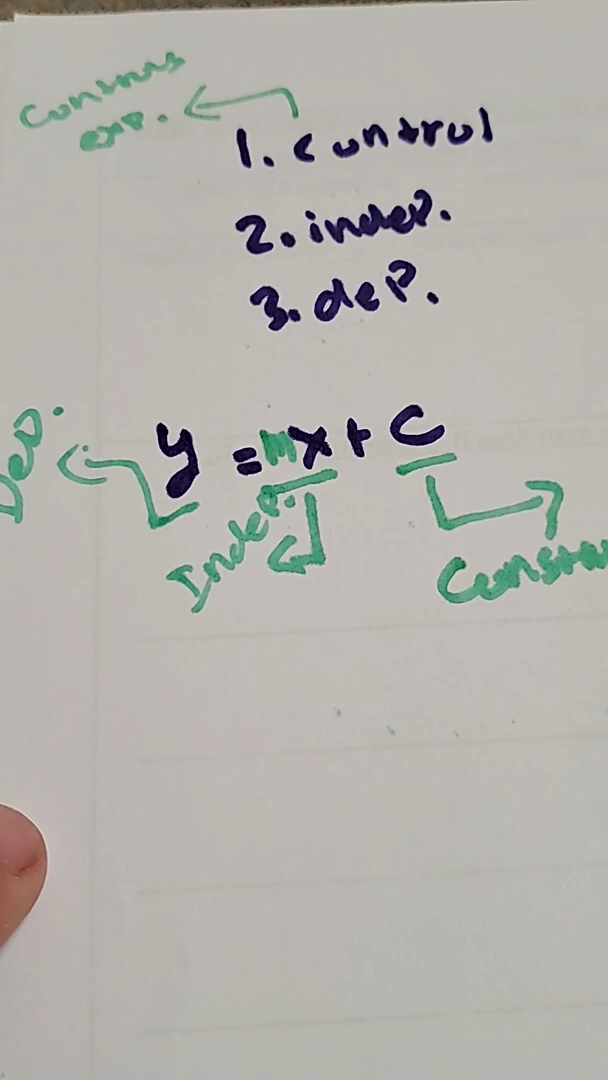 Controls
exp.
1. control
2. indep.
3. dep.
y = Mx + C
Dep.
Indep.
Constan